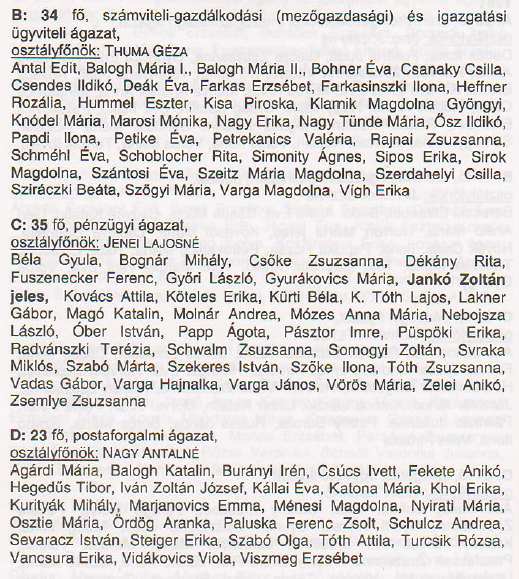 B: 34 fő, számviteli-gazdálkodási (mezőgazdasági) és igazgatási
ügyviteli ágazat,
osztályfőnök: THUMA GÉZA
Antal Edit, Balogh Mária I., Balogh Mária II., Bohner Éva, Csanaky Csilla,
Csendes Ildikó, Deák Éva, Farkas Erzsébet, Farkasinszki Ilona, Heffner
Rozália, Hummel Eszter, Kisa Piroska, Klamik Magdolna Gyöngyi,
Knódel Mária, Marosi Mónika, Nagy Erika, Nagy Tünde Mária, Ősz Ildikó,
Papdi Ilona, Petike Éva, Petrekanics Valéria, Rajnai Zsuzsanna,
Schméhl Éva, Schoblocher Rita, Simonity Ágnes, Sipos Erika, Sirok
Magdolna, Szántosi Éva, Szeitz Mária Magdolna, Szerdahelyi Csilla,
Sziráczki Beáta, Szőgyi Mária, Varga Magdolna, Vígh Erika
C: 35 fő, pénzügyi ágazat,
osztályfőnök: JENEI LAJOSNÉ
Béla Gyula, Bognár Mihály, Csőke Zsuzsanna, Dékány Rita,
Fuszenecker Ferenc, Győri László, Gyurákovics Mária, Jankó Zoltán
jeles, Kovács Attila, Köteles Erika, Kürti Béla, K. Tóth Lajos, Lakner
Gábor, Magó Katalin, Molnár Andrea, Mózes Anna Mária, Nebojsza
László, Óber István, Papp Ágota, Pásztor Imre, Püspöki Erika,
Radvánszki Terézia, Schwalm Zsuzsanna, Somogyi Zoltán, Svraka
Miklós, Szabó Márta, Szekeres István, Szőke Ilona, Tóth Zsuzsanna,
Vadas Gábor, Varga Hajnalka, Varga János, Vörös Mária, Zelei Anikó,
Zsemlye Zsuzsanna
D: 23 fő, postaforgalmi ágazat,
osztályfőnök: NAGY ANTALNÉ
Agárdi Mária, Balogh Katalin, Burányi Irén, Csúcs Ivett, Fekete Anikó,
Hegedűs Tibor, Iván Zoltán József, Kállai Éva, Katona Mária, Khol Erika,
Kurityák Mihály, Marjanovics Emma, Ménesi Magdolna, Nyirati Mária,
Osztie Mária, Ördög Aranka, Paluska Ferenc Zsolt, Schulcz Andrea,
Sevaracz István, Steiger Erika, Szabó Olga, Tóth Attila, Turcsik Rózsa,
Vancsura Erika, Vidákovics Viola, Viszmeg Erzsébet